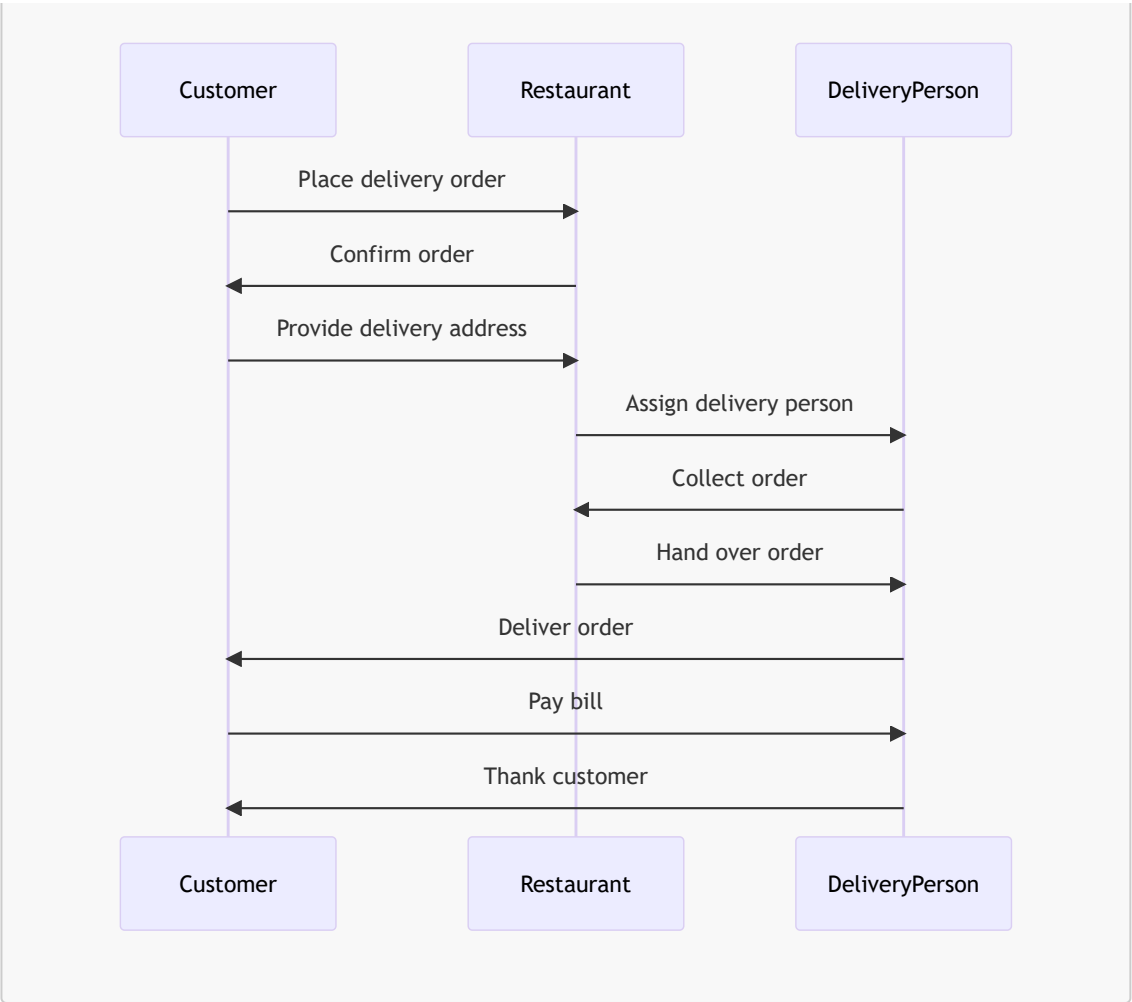 Customer
Restaurant
DeliveryPerson
Place delivery order
Confirm order
Provide delivery address
Assign delivery person
Collect order
Hand over order
Deliver order
Pay bill
Thank customer
Customer
Restaurant
DeliveryPerson